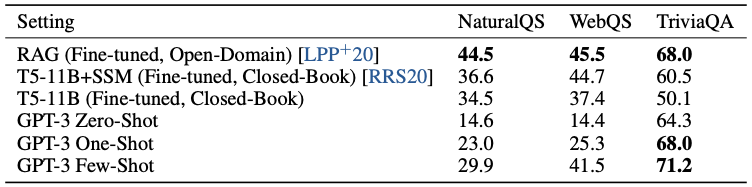 Setting NaturalQS WebQS TriviaQA
RAG (Fine-tuned, Open-Domain) [LPP+20] 44.5 45.5 68.0
T5-11B+SSM (Fine-tuned, Closed-Book) [RRS20] 36.6 44.7 60.5
T5-11B (Fine-tuned, Closed-Book) 34.5 37.4 50.1
GPT-3 Zero-Shot 14.6 14.4 64.3
GPT-3 One-Shot 23.0 25.3 68.0
GPT-3 Few-Shot 29.9 41.5 71.2